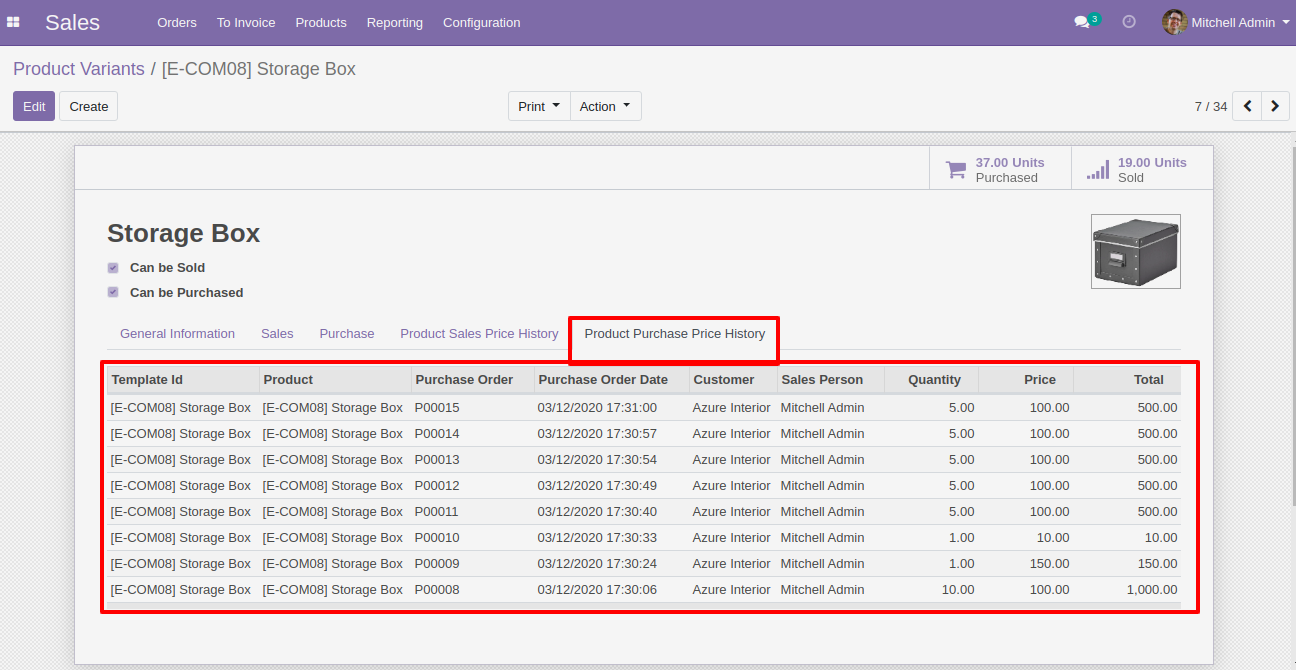 Sales Orders To Invoice Products Reporting Configuration 3 Mitchell Admin
Product Variants / [E-COM08] Storage Box
Edit Create Print Action 7 / 34
37.00 Units 19.00 Units
Purchased Sold
Storage Box
Can be Sold
Can be Purchased
General Information Sales Purchase Product Sales Price History Product Purchase Price History
Template Id Product Purchase Order Purchase Order Date Customer Sales Person Quantity Price Total
[E-COM08] Storage Box [E-COM08] Storage Box P00015 03/12/2020 17:31:00 Azure Interior Mitchell Admin 5.00 100.00 500.00
[E-COM08] Storage Box [E-COM08] Storage Box P00014 03/12/2020 17:30:57 Azure Interior Mitchell Admin 5.00 100.00 500.00
[E-COM08] Storage Box [E-COM08] Storage Box P00013 03/12/2020 17:30:54 Azure Interior Mitchell Admin 5.00 100.00 500.00
[E-COM08] Storage Box [E-COM08] Storage Box P00012 03/12/2020 17:30:49 Azure Interior Mitchell Admin 5.00 100.00 500.00
[E-COM08] Storage Box [E-COM08] Storage Box P00011 03/12/2020 17:30:40 Azure Interior Mitchell Admin 5.00 100.00 500.00
[E-COM08] Storage Box [E-COM08] Storage Box P00010 03/12/2020 17:30:33 Azure Interior Mitchell Admin 1.00 10.00 10.00
[E-COM08] Storage Box [E-COM08] Storage Box P00009 03/12/2020 17:30:24 Azure Interior Mitchell Admin 1.00 150.00 150.00
[E-COM08] Storage Box [E-COM08] Storage Box P00008 03/12/2020 17:30:06 Azure Interior Mitchell Admin 10.00 100.00 1,000.00